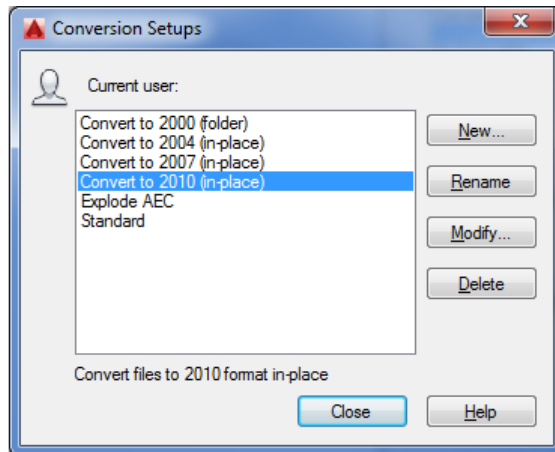 Conversion Setups
Current user:
Convert to 2000 (folder)
Convert to 2004 (in-place)
Convert to 2007 (in-place)
Convert to 2010 (in-place)
Explode AEC
Standard
New...
Rename
Modify...
Delete
Convert files to 2010 format in-place
Close
Help